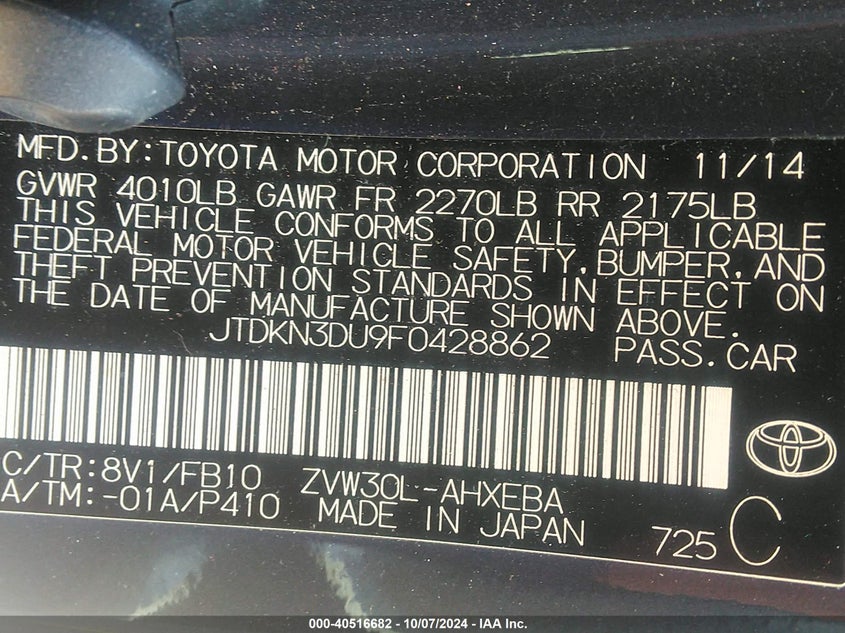 MFD. BY: TOYOTA MOTOR CORPORATION 11/14
GVWR 4010LB GAWR FR 2270LB RR 2175LB
THIS VEHICLE CONFORMS TO ALL APPLICABLE
FEDERAL MOTOR VEHICLE SAFETY, BUMPER, AND
THEFT PREVENTION STANDARDS IN EFFECT ON
THE DATE OF MANUFACTURE SHOWN ABOVE.
JTDKN3DU9F0428862 PASS. CAR
C/TR: 8V1/FB10 ZVW30L-AHXEBA
A/TM: -01A/P410 MADE IN JAPAN 725 C
000-40516682 / 10/07/2024 - IAA Inc.